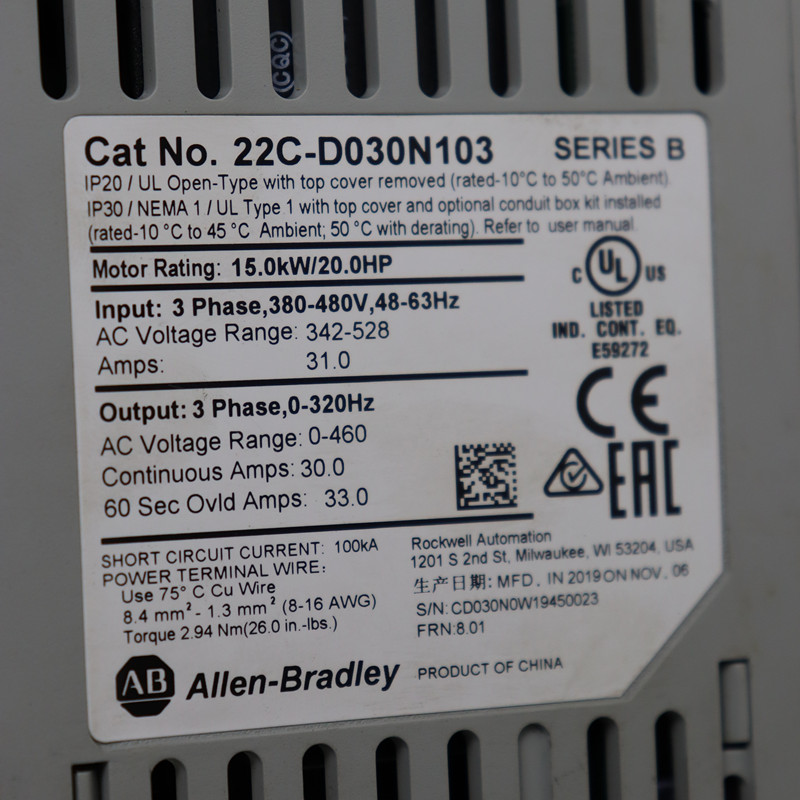 CQC
Cat No. 22C-D030N103 SERIES B
IP20 / UL Open-Type with top cover removed (rated-10°C to 50°C Ambient)
IP30 / NEMA 1 / UL Type 1 with top cover and optional conduit box kit installed
(rated-10 °C to 45 °C Ambient; 50 °C with derating). Refer to user manual.
Motor Rating: 15.0kW/20.0HP
Input: 3 Phase,380-480V,48-63Hz
AC Voltage Range: 342-528
Amps: 31.0
C UL US
LISTED
IND. CONT. EQ.
E59272
CE
Output: 3 Phase,0-320Hz
AC Voltage Range: 0-460
Continuous Amps: 30.0
60 Sec Ovld Amps: 33.0
EAC
SHORT CIRCUIT CURRENT: 100kA
POWER TERMINAL WIRE:
Use 75° C Cu Wire
8.4 mm² - 1.3 mm² (8-16 AWG)
Torque 2.94 Nm(26.0 in.-lbs.)
Rockwell Automation
1201 S 2nd St, Milwaukee, WI 53204, USA
生产日期: MFD. IN 2019 ON NOV. 06
S/N: CD030N0W19450023
FRN:8.01
AB Allen-Bradley PRODUCT OF CHINA